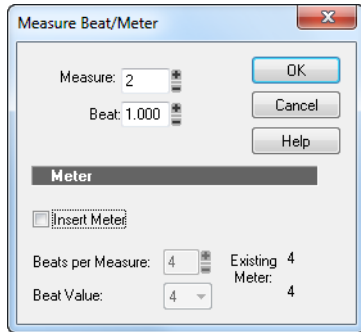 Measure Beat/Meter
Measure: 2
OK
Beat: 1.000
Cancel
Help
Meter
Insert Meter
Beats per Measure: 4
Existing Meter: 4
4
Beat Value: 4